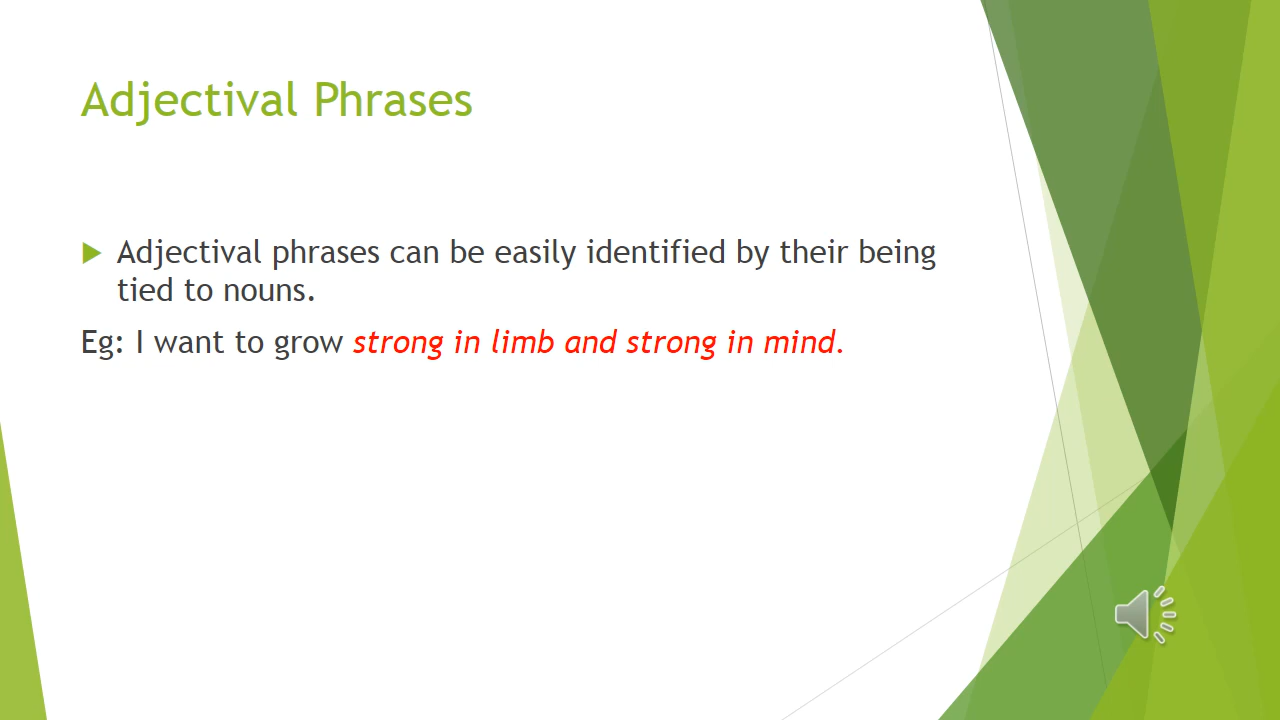 Adjectival Phrases
Adjectival phrases can be easily identified by their being
tied to nouns.
Eg: I want to grow strong in limb and strong in mind.